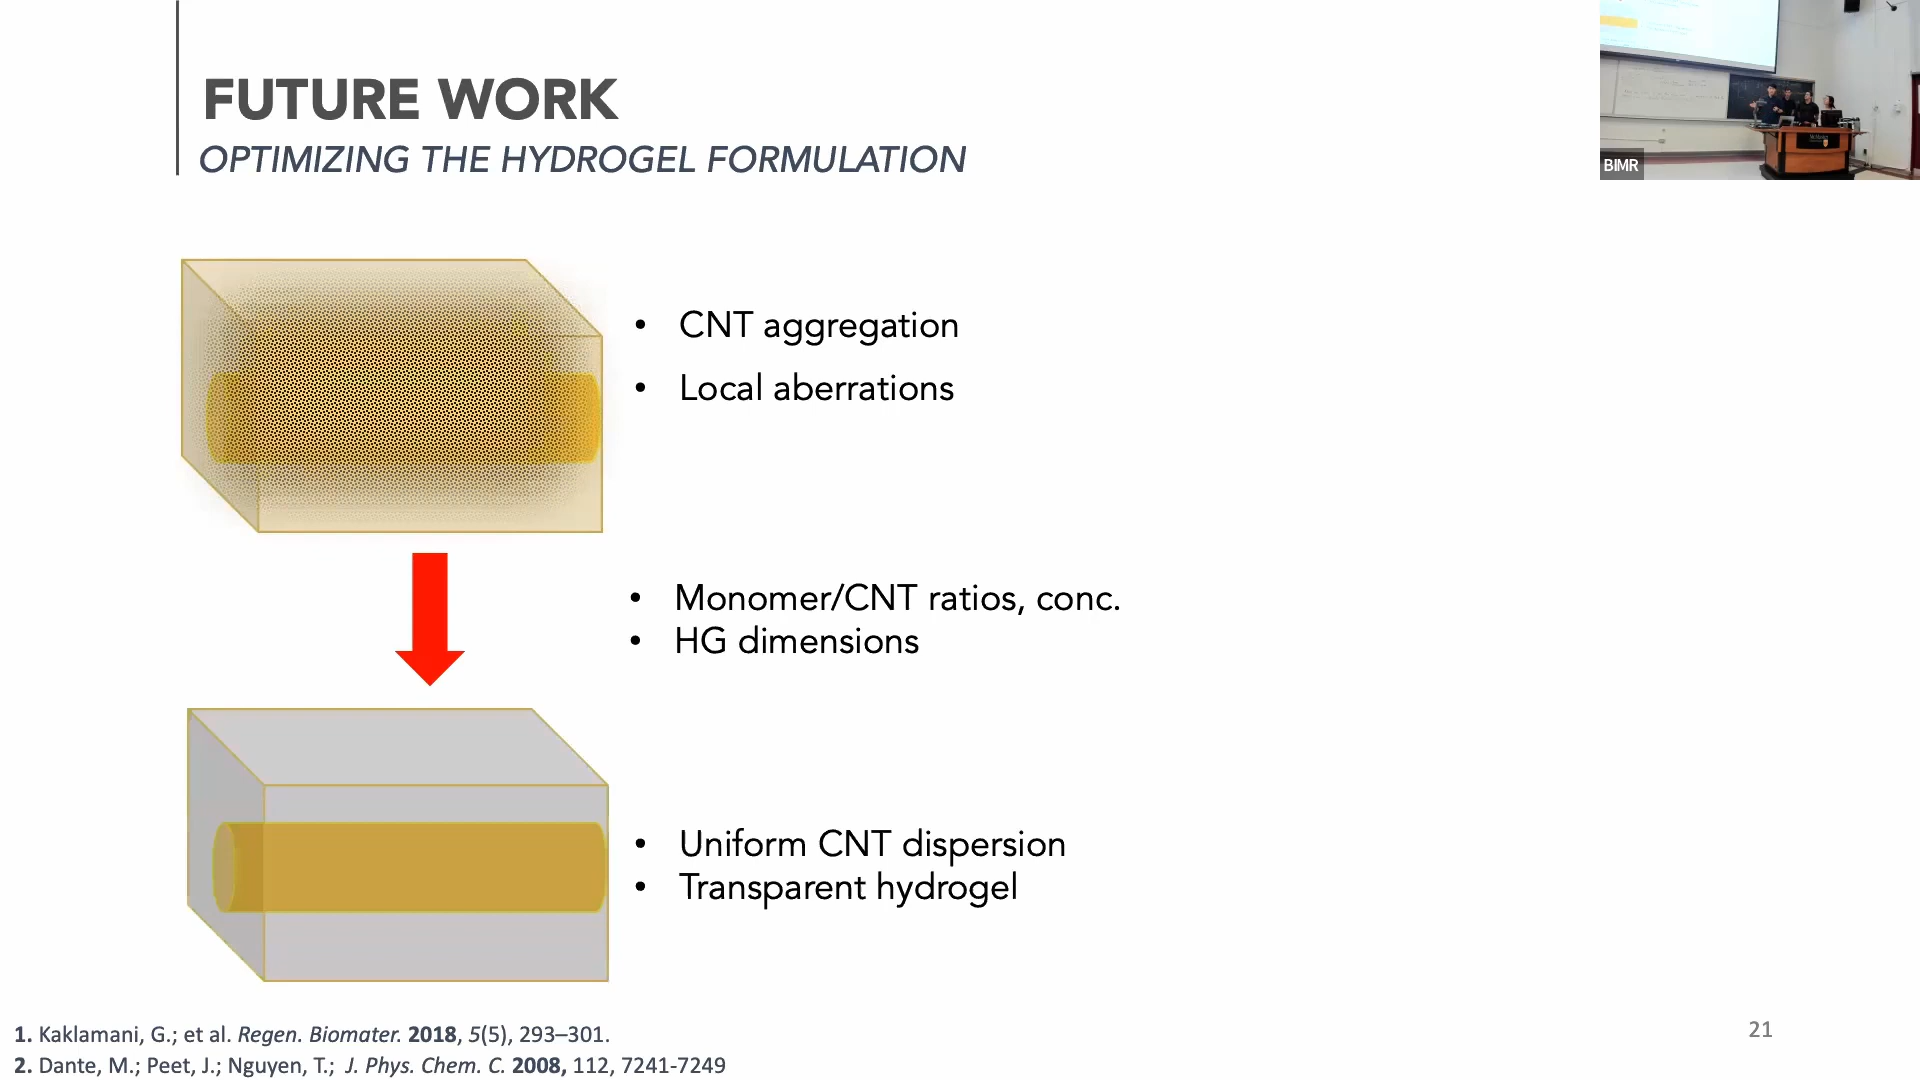 FUTURE WORK
OPTIMIZING THE HYDROGEL FORMULATION
BIMR
• CNT aggregation
• Local aberrations
• Monomer/CNT ratios, conc.
• HG dimensions
• Uniform CNT dispersion
• Transparent hydrogel
1. Kaklamani, G.; et al. Regen. Biomater. 2018, 5(5), 293–301.
2. Dante, M.; Peet, J.; Nguyen, T.; J. Phys. Chem. C. 2008, 112, 7241-7249
21